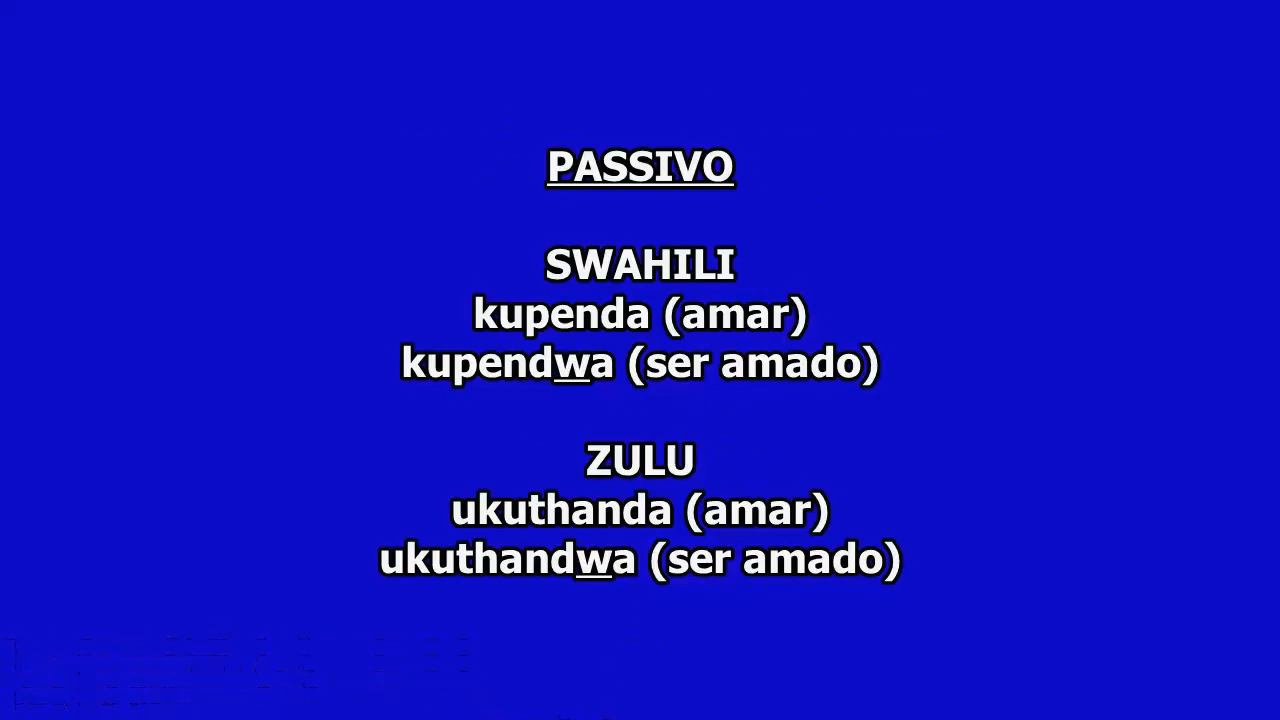 PASSIVO
SWAHILI
kupenda (amar)
kupendwa (ser amado)
ZULU
ukuthanda (amar)
ukuthandwa (ser amado)